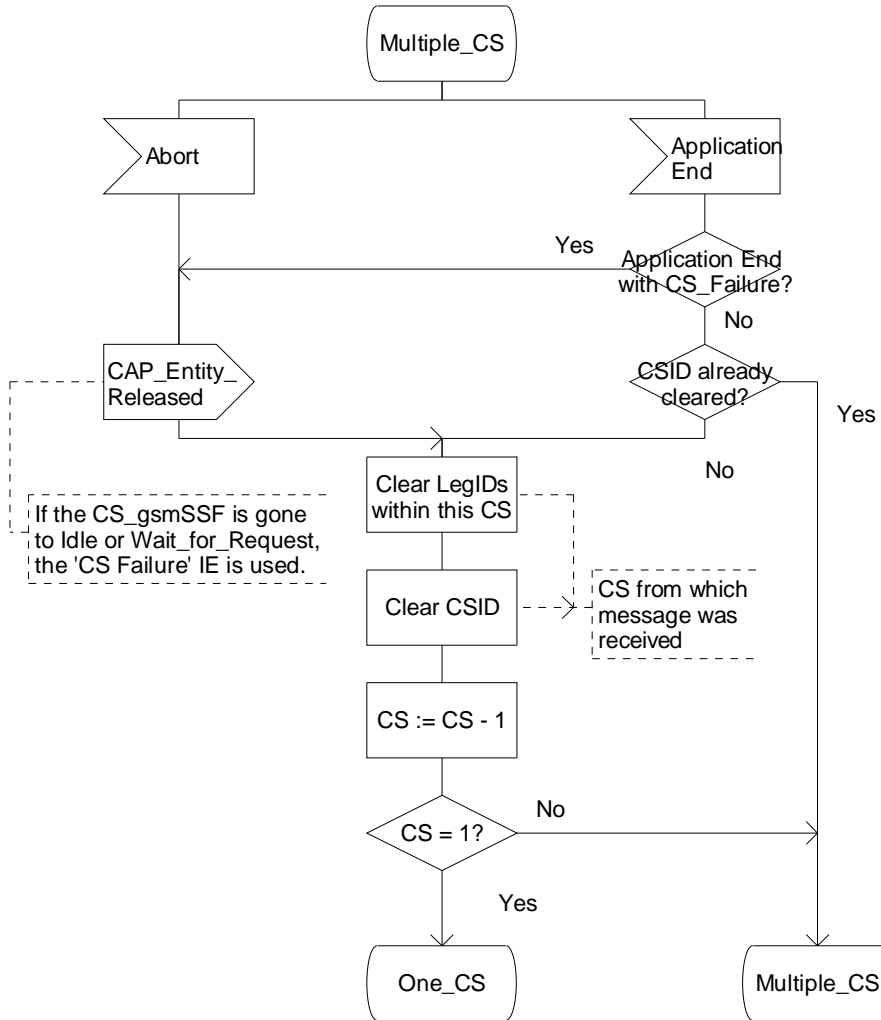 Multiple_CS
Abort
Application
End
Yes
Application End
with CS_Failure?
No
CAP_Entity_
Released
CSID already
cleared?
Yes
No
Clear LegIDs
within this CS
If the CS_gsmSSF is gone
to Idle or Wait_for_Request,
the 'CS Failure' IE is used.
Clear CSID
CS from which
message was
received
CS := CS - 1
No
CS = 1?
Yes
One_CS
Multiple_CS